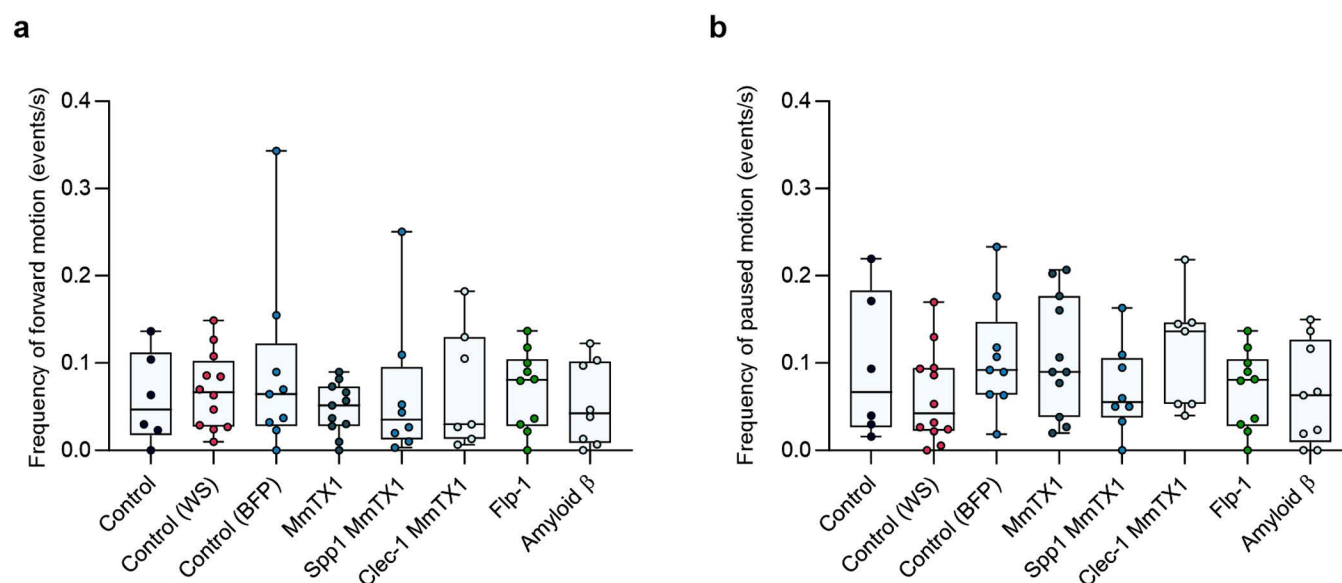 a
Frequency of forward motion (events/s)
0.4
0.3
0.2
0.1
0.0
Control
Control (WS)
Control (BFP)
MmTX1
Spp1 MmTX1
Clec-1 MmTX1
Flp-1
Amyloid β
b
Frequency of paused motion (events/s)
0.4
0.3
0.2
0.1
0.0
Control
Control (WS)
Control (BFP)
MmTX1
Spp1 MmTX1
Clec-1 MmTX1
Flp-1
Amyloid β